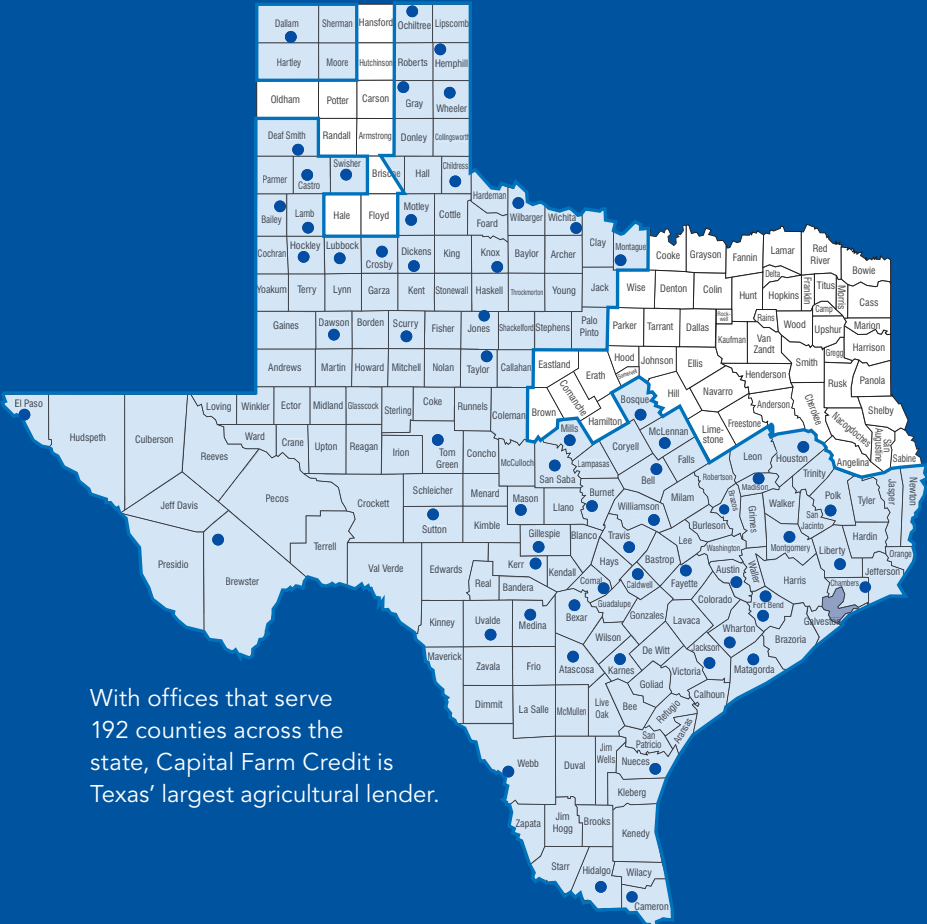 Dallam
Sherman
Hansford
Ochiltree
Lipscomb
Hartley
Moore
Hutchinson
Roberts
Hemphill
Oldham
Potter
Carson
Gray
Wheeler
Deaf Smith
Randall
Armstrong
Donley
Collingsworth
Parmer
Castro
Swisher
Briscoe
Hall
Childress
Bailey
Lamb
Hale
Floyd
Motley
Cottle
Hardeman
Foard
Wilbarger
Wichita
Clay
Montague
Cooke
Grayson
Fannin
Lamar
Red
River
Bowie
Cochran
Hockley
Lubbock
Crosby
Dickens
King
Knox
Baylor
Archer
Yoakum
Terry
Lynn
Garza
Kent
Stonewall
Haskell
Throckmorton
Young
Jack
Wise
Denton
Colin
Hunt
Delta
Hopkins
Franklin
Titus
Camp
Morris
Cass
Gaines
Dawson
Borden
Scurry
Fisher
Jones
Shackelford
Stephens
Palo
Pinto
Parker
Tarrant
Dallas
Rock-
well
Kaufman
Rains
Van
Zandt
Wood
Upshur
Marion
Gregg
Harrison
Andrews
Martin
Howard
Mitchell
Nolan
Taylor
Callahan
Eastland
Erath
Hood
Somervell
Johnson
Ellis
Henderson
Smith
Rusk
Panola
El Paso
Hudspeth
Culberson
Loving
Winkler
Ector
Midland
Glasscock
Sterling
Coke
Runnels
Coleman
Brown
Comanche
Hamilton
Bosque
Hill
Navarro
Anderson
Cherokee
Nacogdoches
Shelby
San
Augustine
Sabine
Reeves
Ward
Crane
Upton
Reagan
Irion
Tom
Green
Concho
McCulloch
Mills
San Saba
Lampasas
Coryell
McLennan
Lime-
stone
Freestone
Falls
Leon
Houston
Angelina
Jeff Davis
Pecos
Crockett
Schleicher
Menard
Mason
Llano
Burnet
Bell
Williamson
Milam
Robertson
Brazos
Madison
Grimes
Walker
Trinity
Polk
San
Jacinto
Tyler
Jasper
Newton
Presidio
Brewster
Terrell
Val Verde
Sutton
Kimble
Gillespie
Blanco
Travis
Lee
Burleson
Washington
Montgomery
Liberty
Hardin
Orange
Edwards
Real
Kerr
Bandera
Kendall
Comal
Hays
Caldwell
Bastrop
Fayette
Austin
Waller
Harris
Chambers
Jefferson
Kinney
Uvalde
Medina
Bexar
Guadalupe
Gonzales
Lavaca
Colorado
Fort Bend
Galveston
Brazoria
Wharton
Maverick
Zavala
Frio
Atascosa
Wilson
Karnes
De Witt
Victoria
Jackson
Matagorda
Dimmit
La Salle
McMullen
Live
Oak
Bee
Goliad
Refugio
Calhoun
Aransas
San
Patricio
Webb
Duval
Jim
Wells
Nueces
Kleberg
Zapata
Jim
Hogg
Brooks
Kenedy
Starr
Hidalgo
Wilacy
Cameron
With offices that serve
192 counties across the
state, Capital Farm Credit is
Texas’ largest agricultural lender.